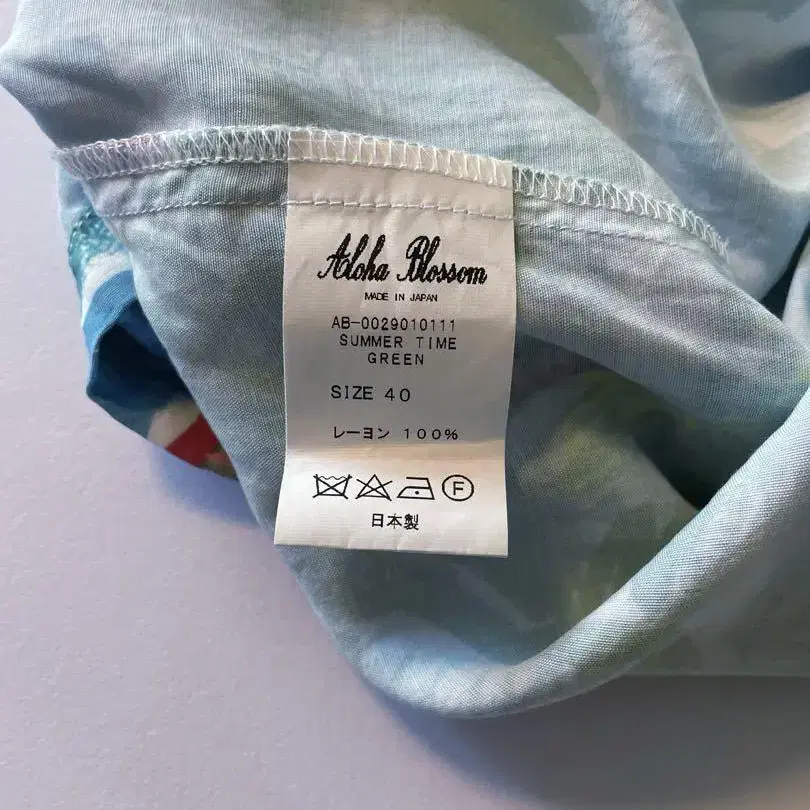 Aloha Blossom
MADE IN JAPAN
AB-0029010111
SUMMER TIME
GREEN
SIZE 40
レーヨン 100%
F
日本製